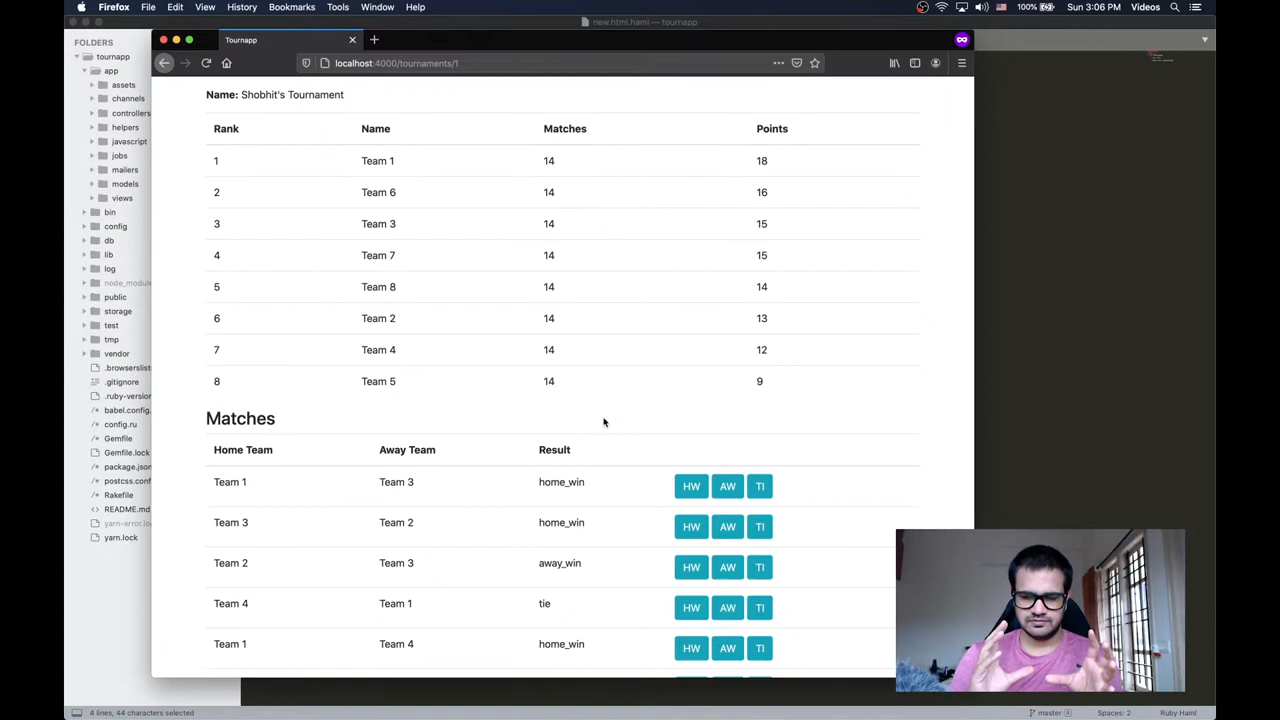 Firefox File Edit View History Bookmarks Tools Window Help 100% Sun 3:06 PM Videos
new.html.haml — tournapp
FOLDERS
tournapp
app
assets
channels
controllers
helpers
javascript
jobs
mailers
models
views
bin
config
db
lib
log
node_module
public
storage
test
tmp
vendor
.browserslist
.gitignore
.ruby-version
babel.config.
config.ru
Gemfile
Gemfile.lock
package.json
postcss.conf
Rakefile
README.md
yarn-error.lo
yarn.lock
Tournapp
localhost:4000/tournaments/1
Name: Shobhit's Tournament
Rank Name Matches Points
1 Team 1 14 18
2 Team 6 14 16
3 Team 3 14 15
4 Team 7 14 15
5 Team 8 14 14
6 Team 2 14 13
7 Team 4 14 12
8 Team 5 14 9
Matches
Home Team Away Team Result
Team 1 Team 3 home_win HW AW TI
Team 3 Team 2 home_win HW AW TI
Team 2 Team 3 away_win HW AW TI
Team 4 Team 1 tie HW AW TI
Team 1 Team 4 home_win HW AW TI
4 lines, 44 characters selected master 4 Spaces: 2 Ruby Haml